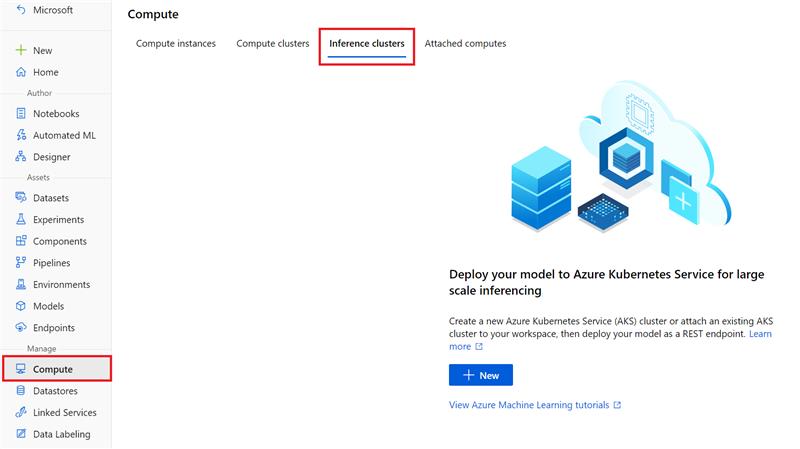 Microsoft
New
Home
Author
Notebooks
Automated ML
Designer
Assets
Datasets
Experiments
Components
Pipelines
Environments
Models
Endpoints
Manage
Compute
Datastores
Linked Services
Data Labeling
Compute
Compute instances Compute clusters Inference clusters Attached computes
Deploy your model to Azure Kubernetes Service for large
scale inferencing
Create a new Azure Kubernetes Service (AKS) cluster or attach an existing AKS
cluster to your workspace, then deploy your model as a REST endpoint. Learn
more
New
View Azure Machine Learning tutorials